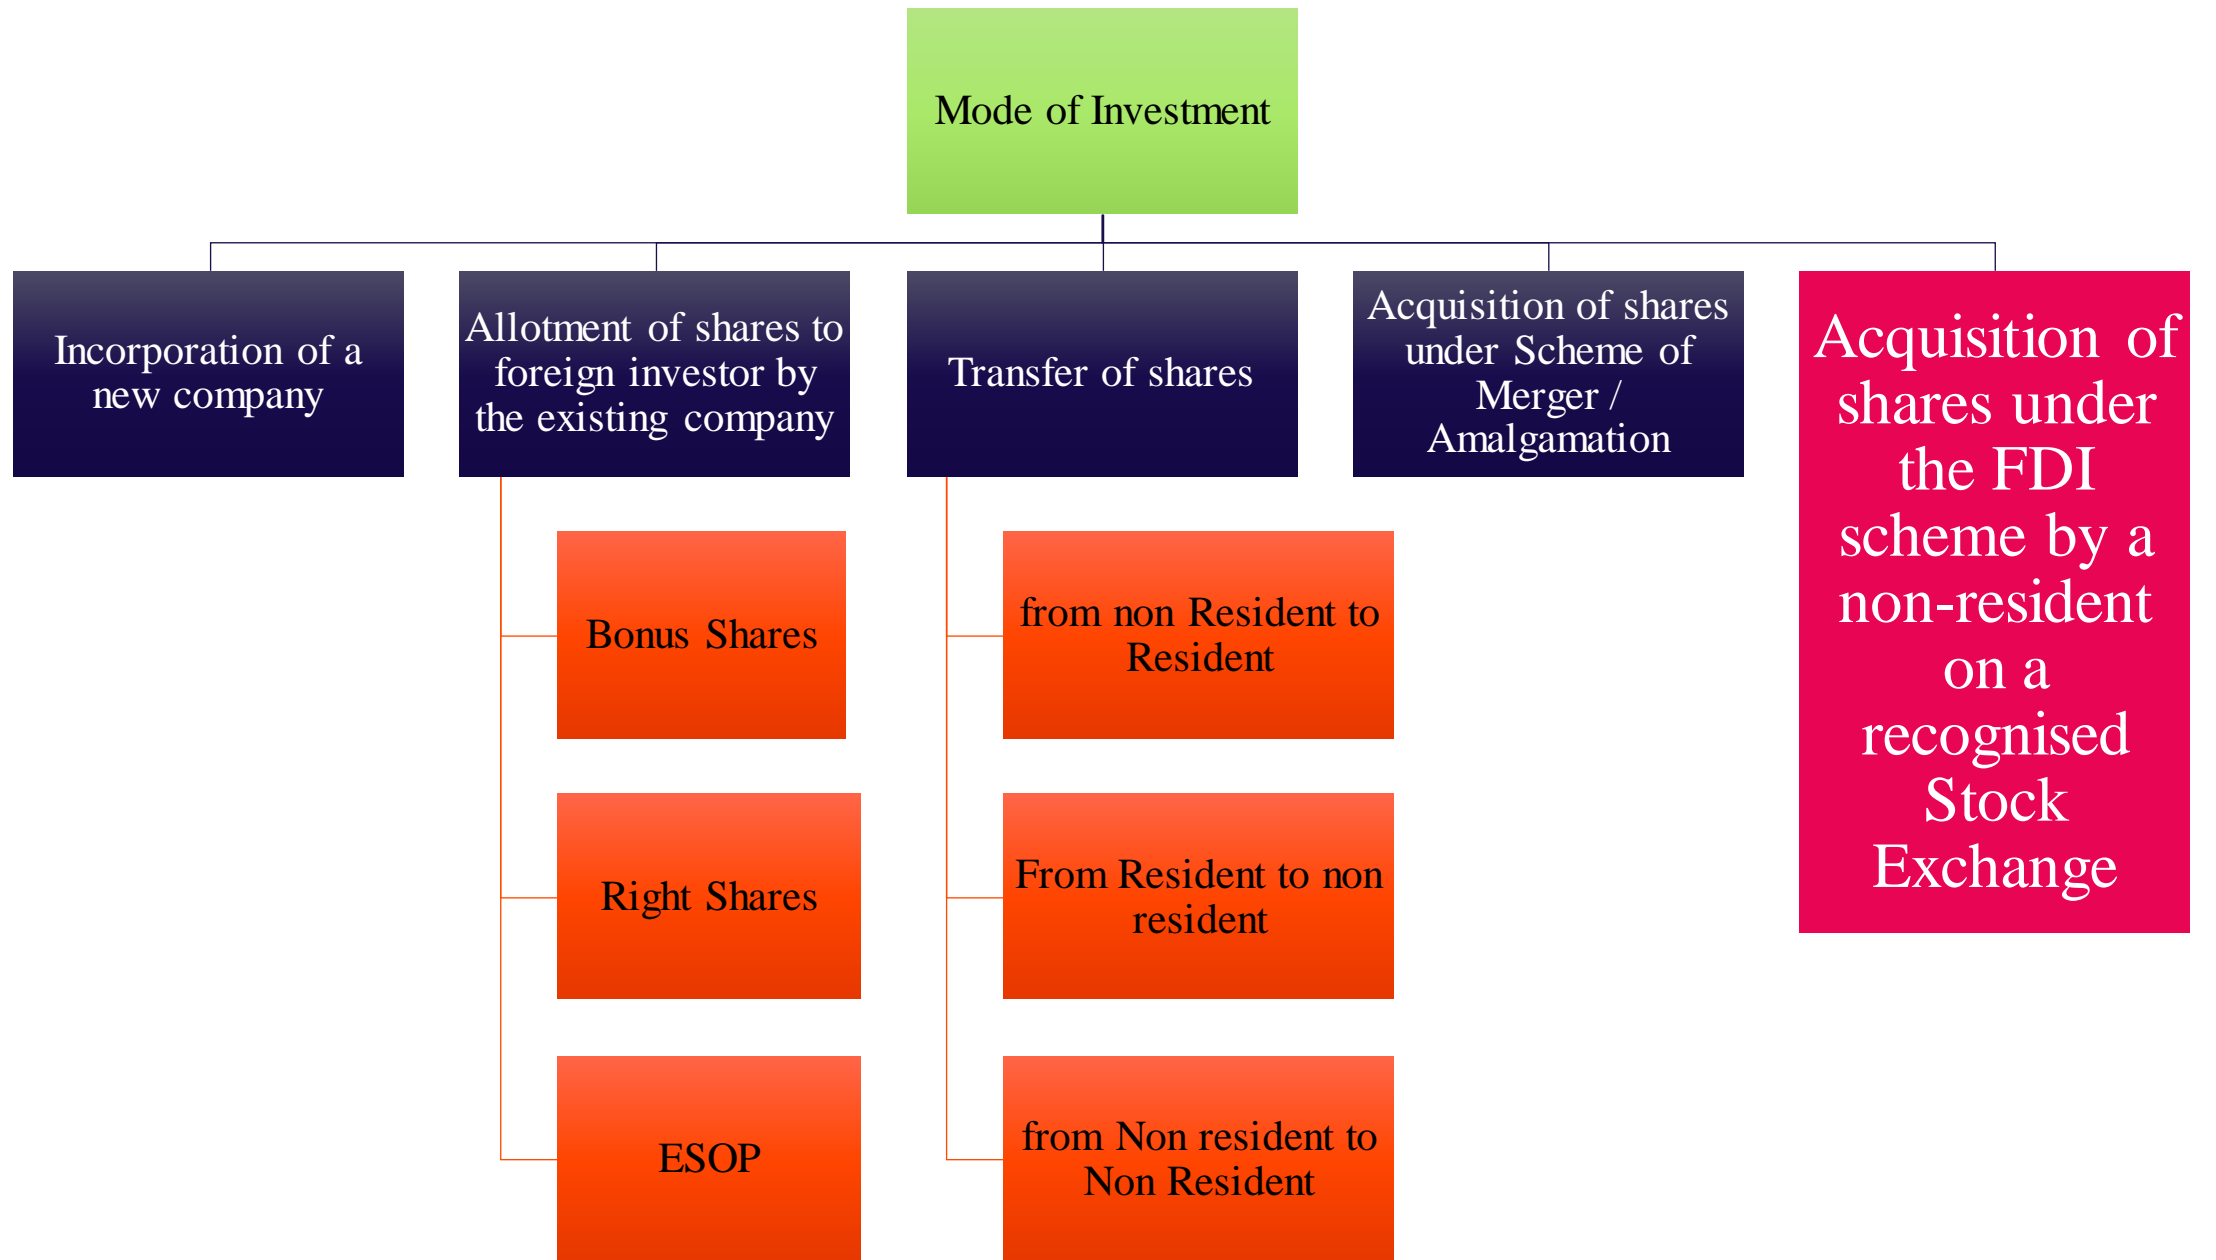 Mode of Investment
Incorporation of a
new company
Allotment of shares to
foreign investor by
the existing company
Transfer of shares
Acquisition of shares
under Scheme of
Merger /
Amalgamation
Acquisition of
shares under
the FDI
scheme by a
non-resident
on a
recognised
Stock
Exchange
Bonus Shares
Right Shares
ESOP
from non Resident to
Resident
From Resident to non
resident
from Non resident to
Non Resident